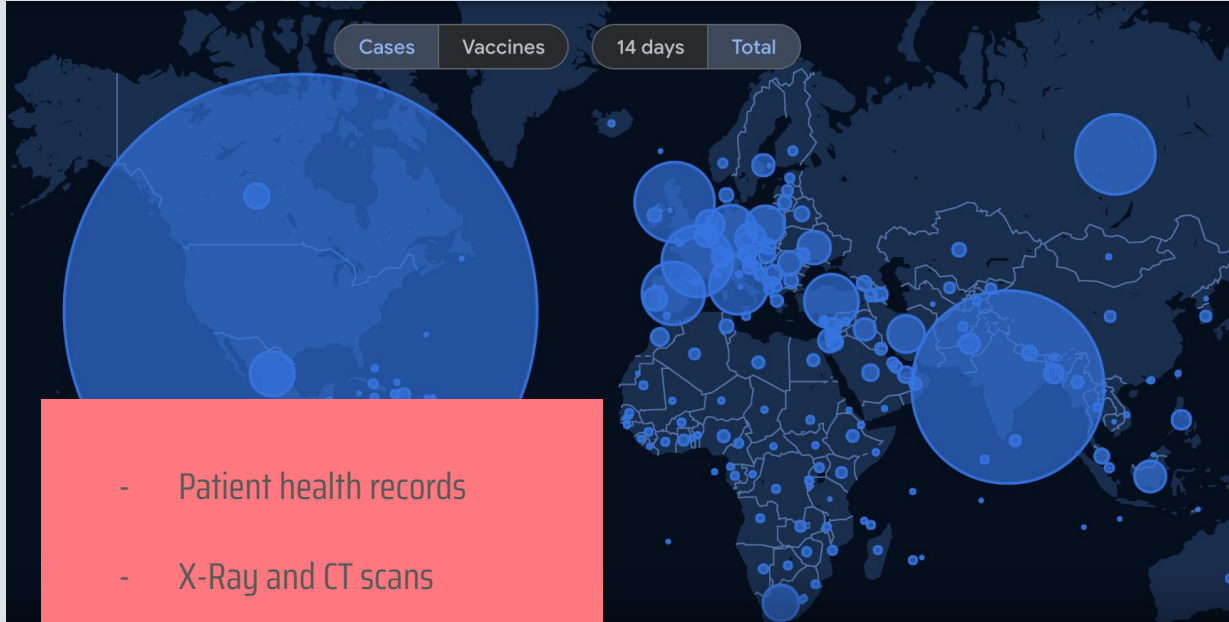 Cases Vaccines 14 days Total
- Patient health records
- X-Ray and CT scans